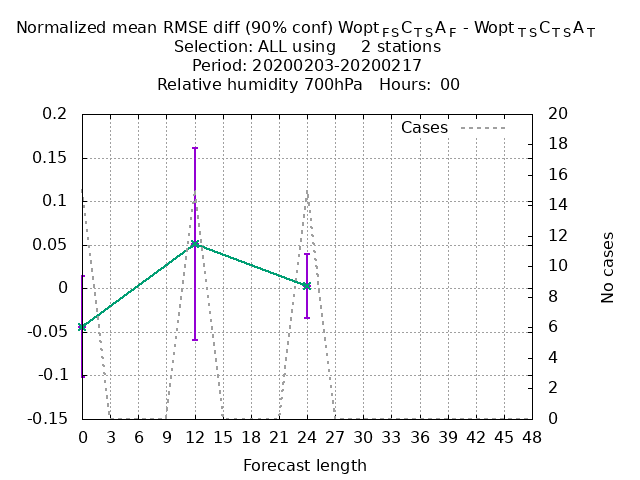 Normalized mean RMSE diff (90% conf) Wopt FS C TS A F - Wopt TS C TS A T
Selection: ALL using 2 stations
Period: 20200203-20200217
Relative humidity 700hPa Hours: 00
Cases
0.2
0.15
0.1
0.05
0
-0.05
-0.1
-0.15
20
18
16
14
12
10
8
6
4
2
0
No cases
0 3 6 9 12 15 18 21 24 27 30 33 36 39 42 45 48
Forecast length